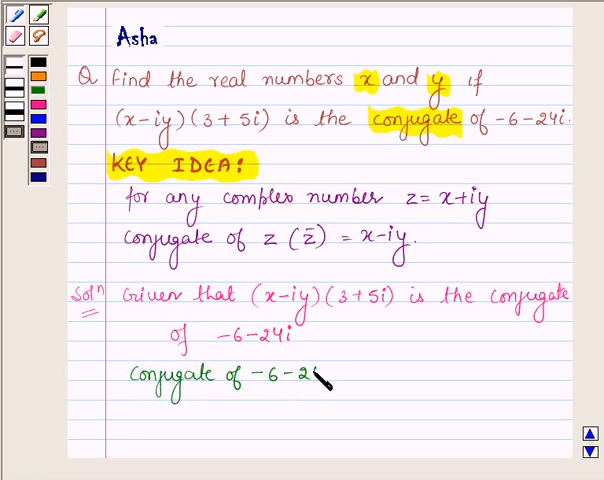 Asha
Q Find the real numbers x and y if
(x-iy)(3+5i) is the conjugate of -6-24i.
KEY IDEA:
for any complex number z = x+iy
conjugate of z (z̄) = x-iy.
Solⁿ Given that (x-iy)(3+5i) is the conjugate
of -6-24i
Conjugate of -6-2